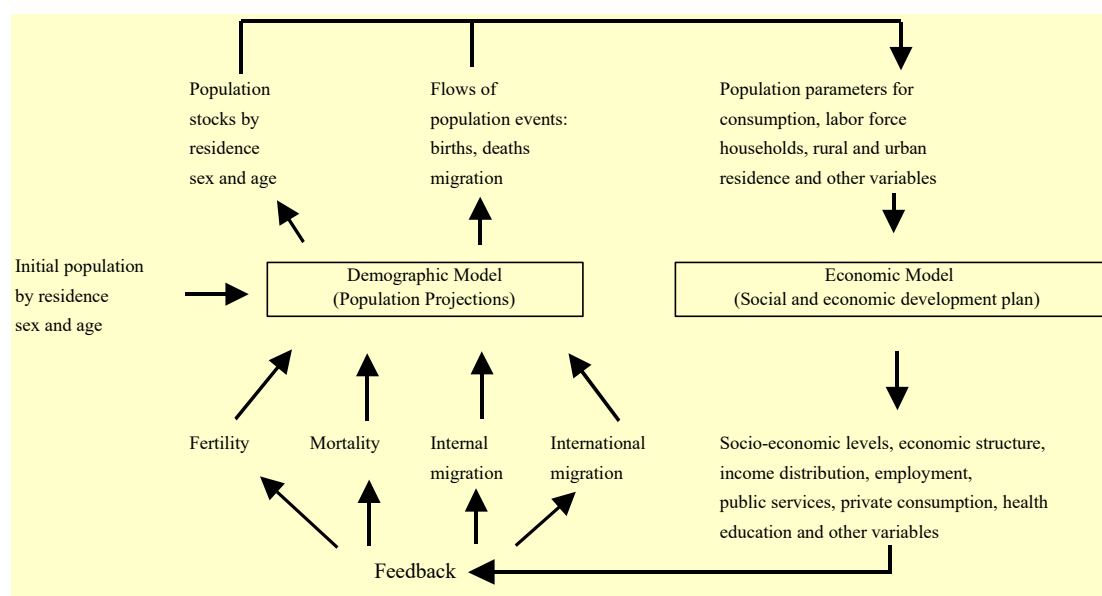 Population
stocks by
residence
sex and age
Flows of
population events:
births, deaths
migration
Population parameters for
consumption, labor force
households, rural and urban
residence and other variables
Initial population
by residence
sex and age
Demographic Model
(Population Projections)
Economic Model
(Social and economic development plan)
Fertility
Mortality
Internal
migration
International
migration
Socio-economic levels, economic structure,
income distribution, employment,
public services, private consumption, health
education and other variables
Feedback